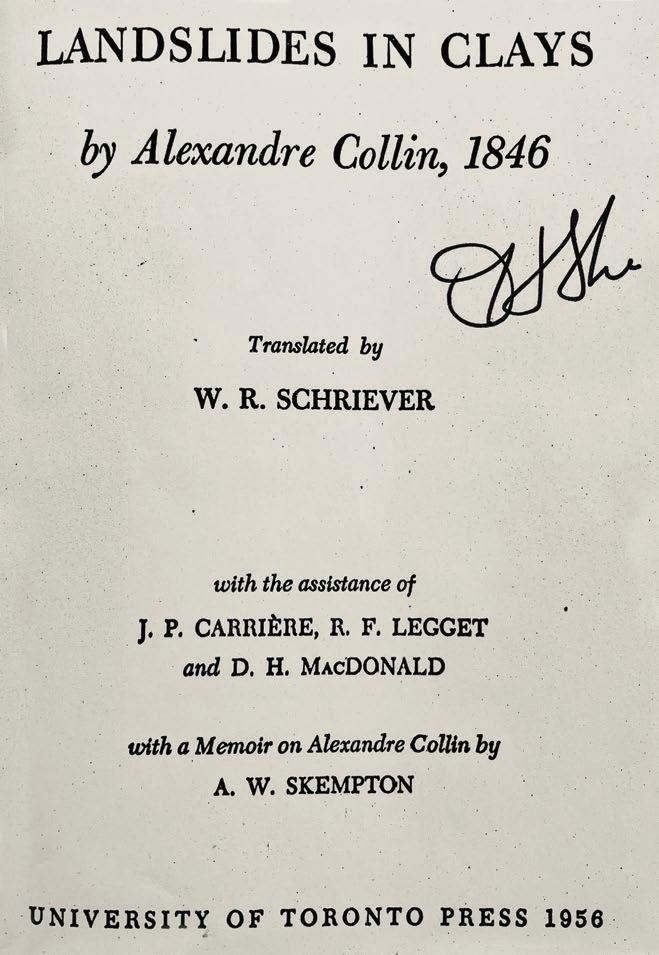 LANDSLIDES IN CLAYS
by Alexandre Collin, 1846
Translated by
W. R. SCHRIEVER
with the assistance of
J. P. CARRIÈRE, R. F. LEGGET
and D. H. MACDONALD
with a Memoir on Alexandre Collin by
A. W. SKEMPTON
UNIVERSITY OF TORONTO PRESS 1956